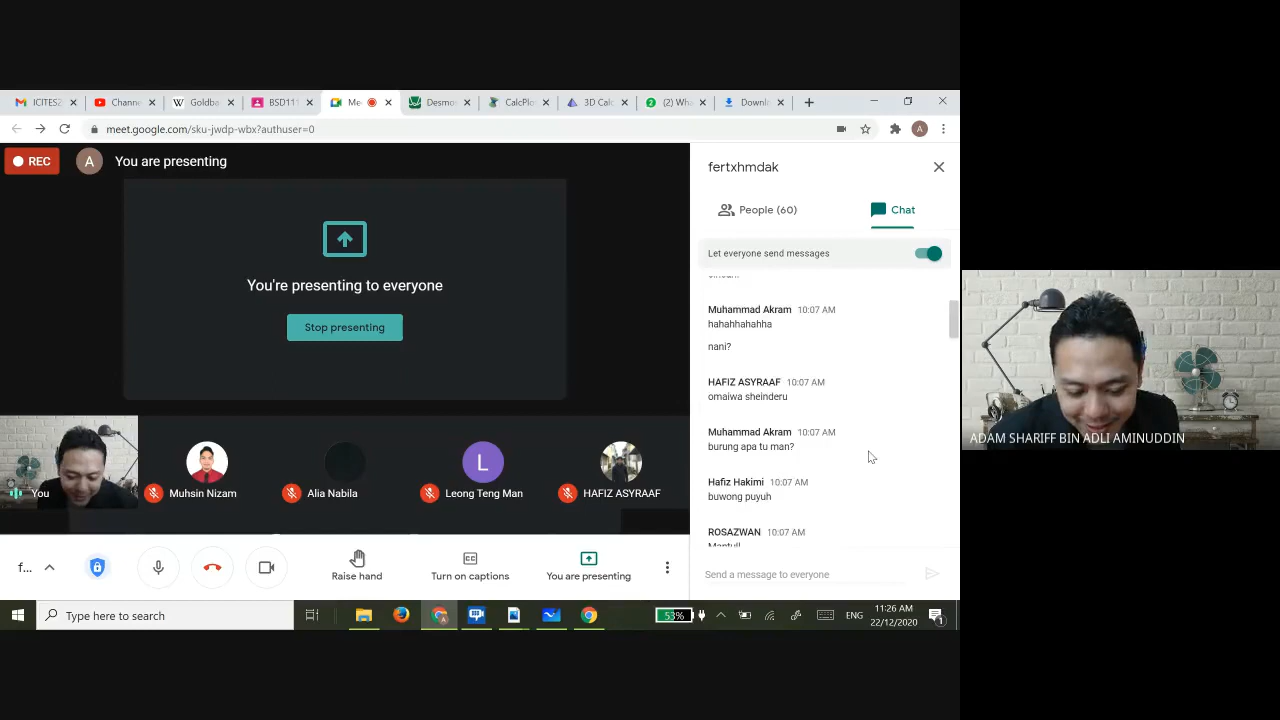 ICITES2
Channe
Goldba
BSD111
Me
Desmo
CalcPlo
3D Calc
(2) Wha
Downl
meet.google.com/sku-jwdp-wbx?authuser=0
A
REC
A
You are presenting
You're presenting to everyone
Stop presenting
You
Muhsin Nizam
Alia Nabila
L
Leong Teng Man
HAFIZ ASYRAAF
f...
Raise hand
CC
Turn on captions
You are presenting
fertxhmdak
People (60)
Chat
Let everyone send messages
Muhammad Akram 10:07 AM
hahahhahahha
nani?
HAFIZ ASYRAAF 10:07 AM
omaiwa sheinderu
Muhammad Akram 10:07 AM
burung apa tu man?
Hafiz Hakimi 10:07 AM
buwong puyuh
ROSAZWAN 10:07 AM
Send a message to everyone
ADAM SHARIFF BIN ADLI AMINUDDIN
Type here to search
53%
ENG
11:26 AM
22/12/2020
1